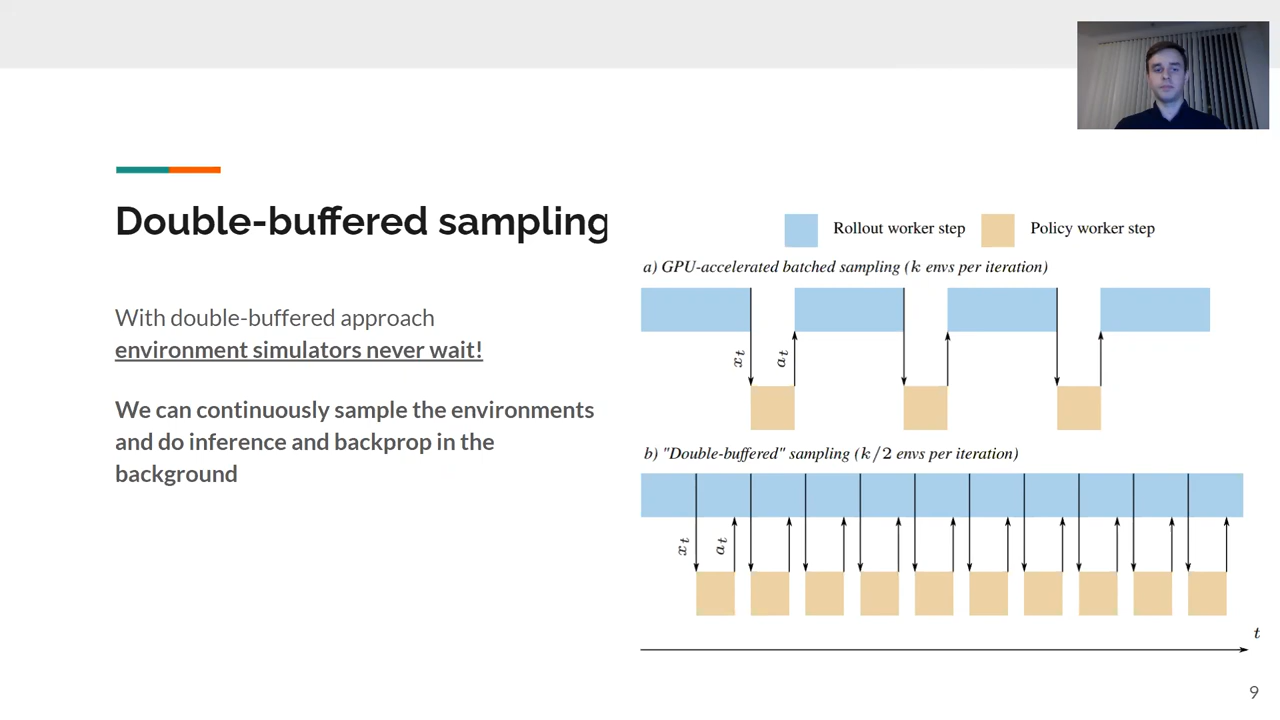 Double-buffered sampling
With double-buffered approach
environment simulators never wait!
We can continuously sample the environments
and do inference and backprop in the
background
Rollout worker step
Policy worker step
a) GPU-accelerated batched sampling (k envs per iteration)
x_t
a_t
b) "Double-buffered" sampling (k/2 envs per iteration)
x_t
a_t
t
9